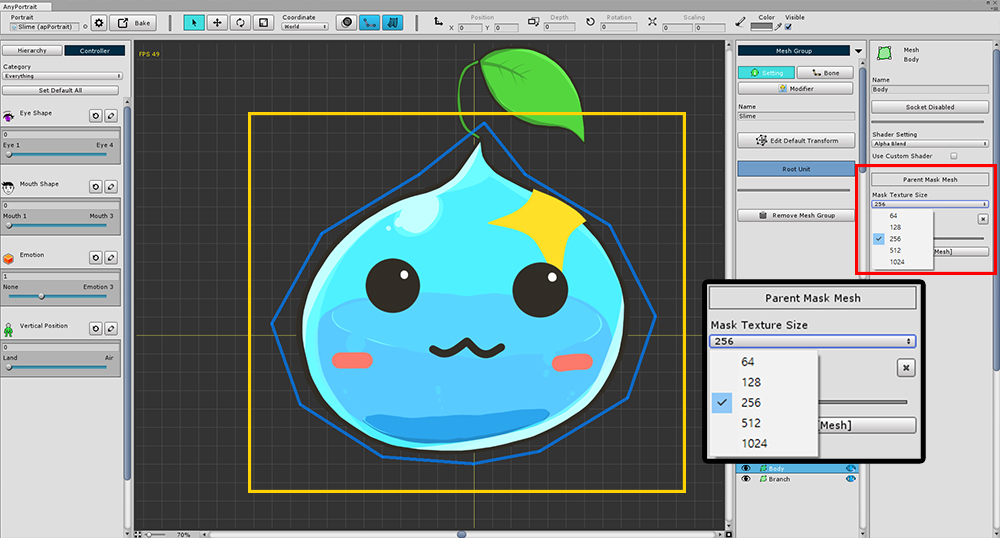 AnyPortrait
Portrait
Slime (apPortrait)
Bake
Coordinate
World
Position
X
0
Y
0
Depth
0
Rotation
0
Scaling
X
0
Y
0
Color
Visible
Hierarchy
Controller
Category
Everything
Set Default All
Eye Shape
0
Eye 1
Eye 4
Mouth Shape
0
Mouth 1
Mouth 3
Emotion
1
None
Emotion 3
Vertical Position
0
Land
Air
FPS 49
70%
Mesh Group
Setting
Bone
Modifier
Name
Slime
Edit Default Transform
Root Unit
Remove Mesh Group
Body
Branch
Mesh
Body
Name
Body
Socket Disabled
Shader Setting
Alpha Blend
Use Custom Shader
Parent Mask Mesh
Mask Texture Size
256
64
128
256
512
1024
Mesh]
Parent Mask Mesh
Mask Texture Size
256
64
128
256
512
1024
Mesh]